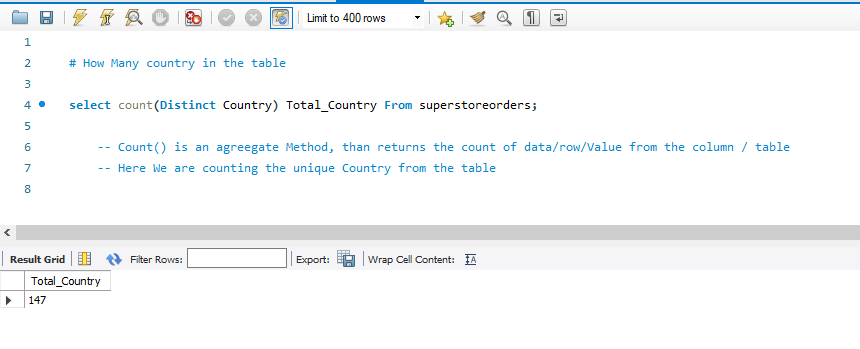 Limit to 400 rows
1
2 # How Many country in the table
3
4 select count(Distinct Country) Total_Country From superstoreorders;
5
6 -- Count() is an agreegate Method, than returns the count of data/row/Value from the column / table
7 -- Here We are counting the unique Country from the table
8
Result Grid Filter Rows: Export: Wrap Cell Content:
Total_Country
147